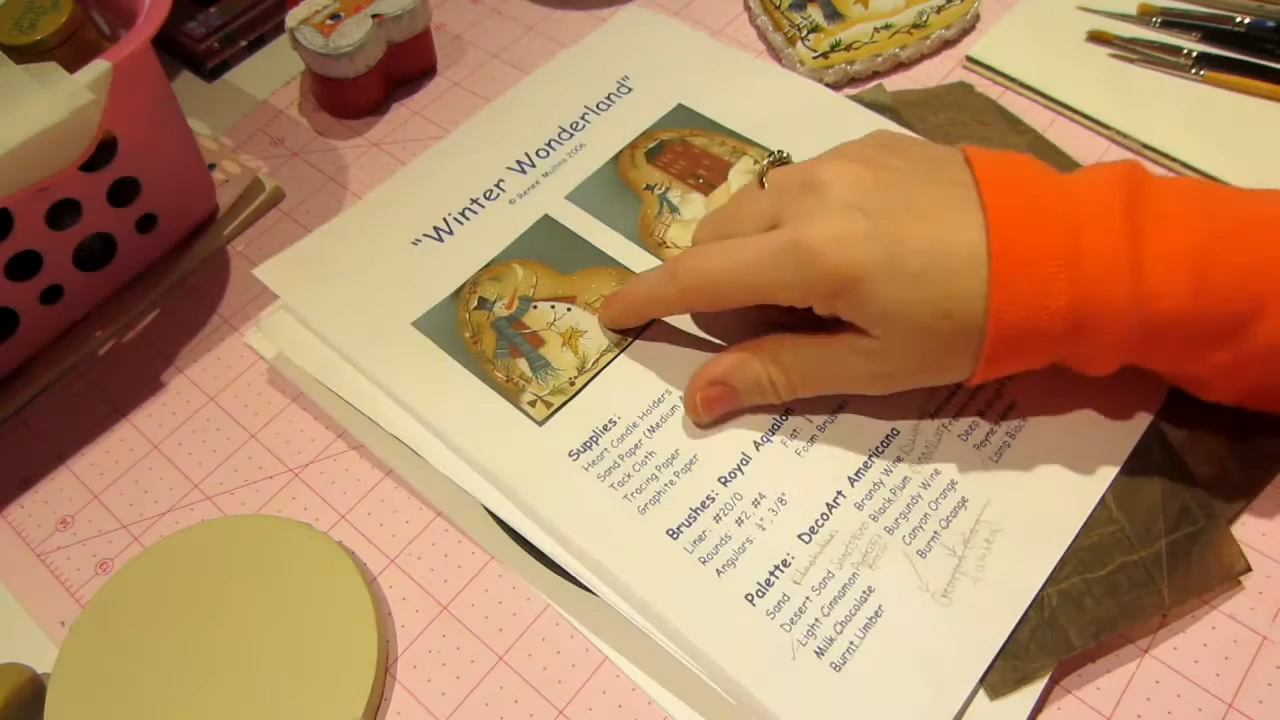 "Winter Wonderland"
© Renee' Mullins 2006
Supplies:
Heart Candle Holders
Sand Paper (Medium
Tack Cloth
Tracing Paper
Graphite Paper
Brushes: Royal Aqualon
Liner: #20/0
Rounds: #2, #4
Angulars: ½", 3/8"
Flat:
Foam Brushes
Palette: DecoArt Americana
Sand
Desert Sand
Light Cinnamon
Milk Chocolate
Burnt Umber
Brandy Wine
Black Plum
Burgundy Wine
Canyon Orange
Burnt Orange
Deep
Payne's
Lamp Black